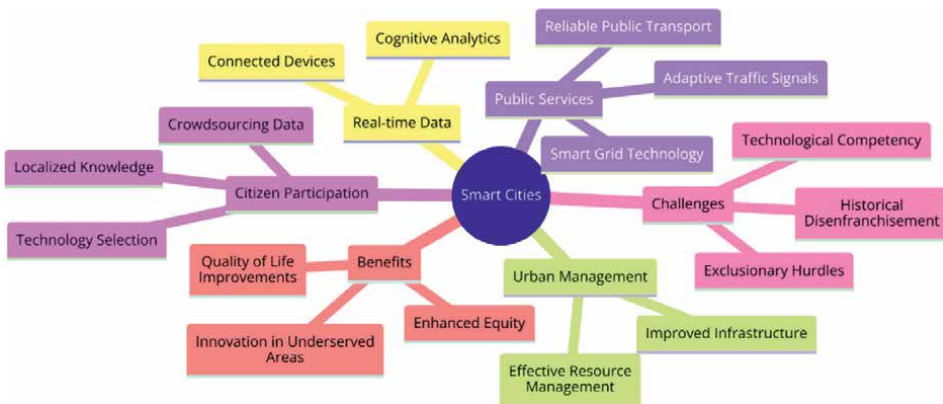 Reliable Public Transport
Cognitive Analytics
Connected Devices
Adaptive Traffic Signals
Public Services
Real-time Data
Crowdsourcing Data
Technological Competency
Smart Grid Technology
Localized Knowledge
Citizen Participation
Smart Cities
Challenges
Historical
Disenfranchisement
Technology Selection
Quality of Life
Improvements
Benefits
Urban Management
Exclusionary Hurdles
Enhanced Equity
Improved Infrastructure
Innovation in Underserved
Areas
Effective Resource
Management